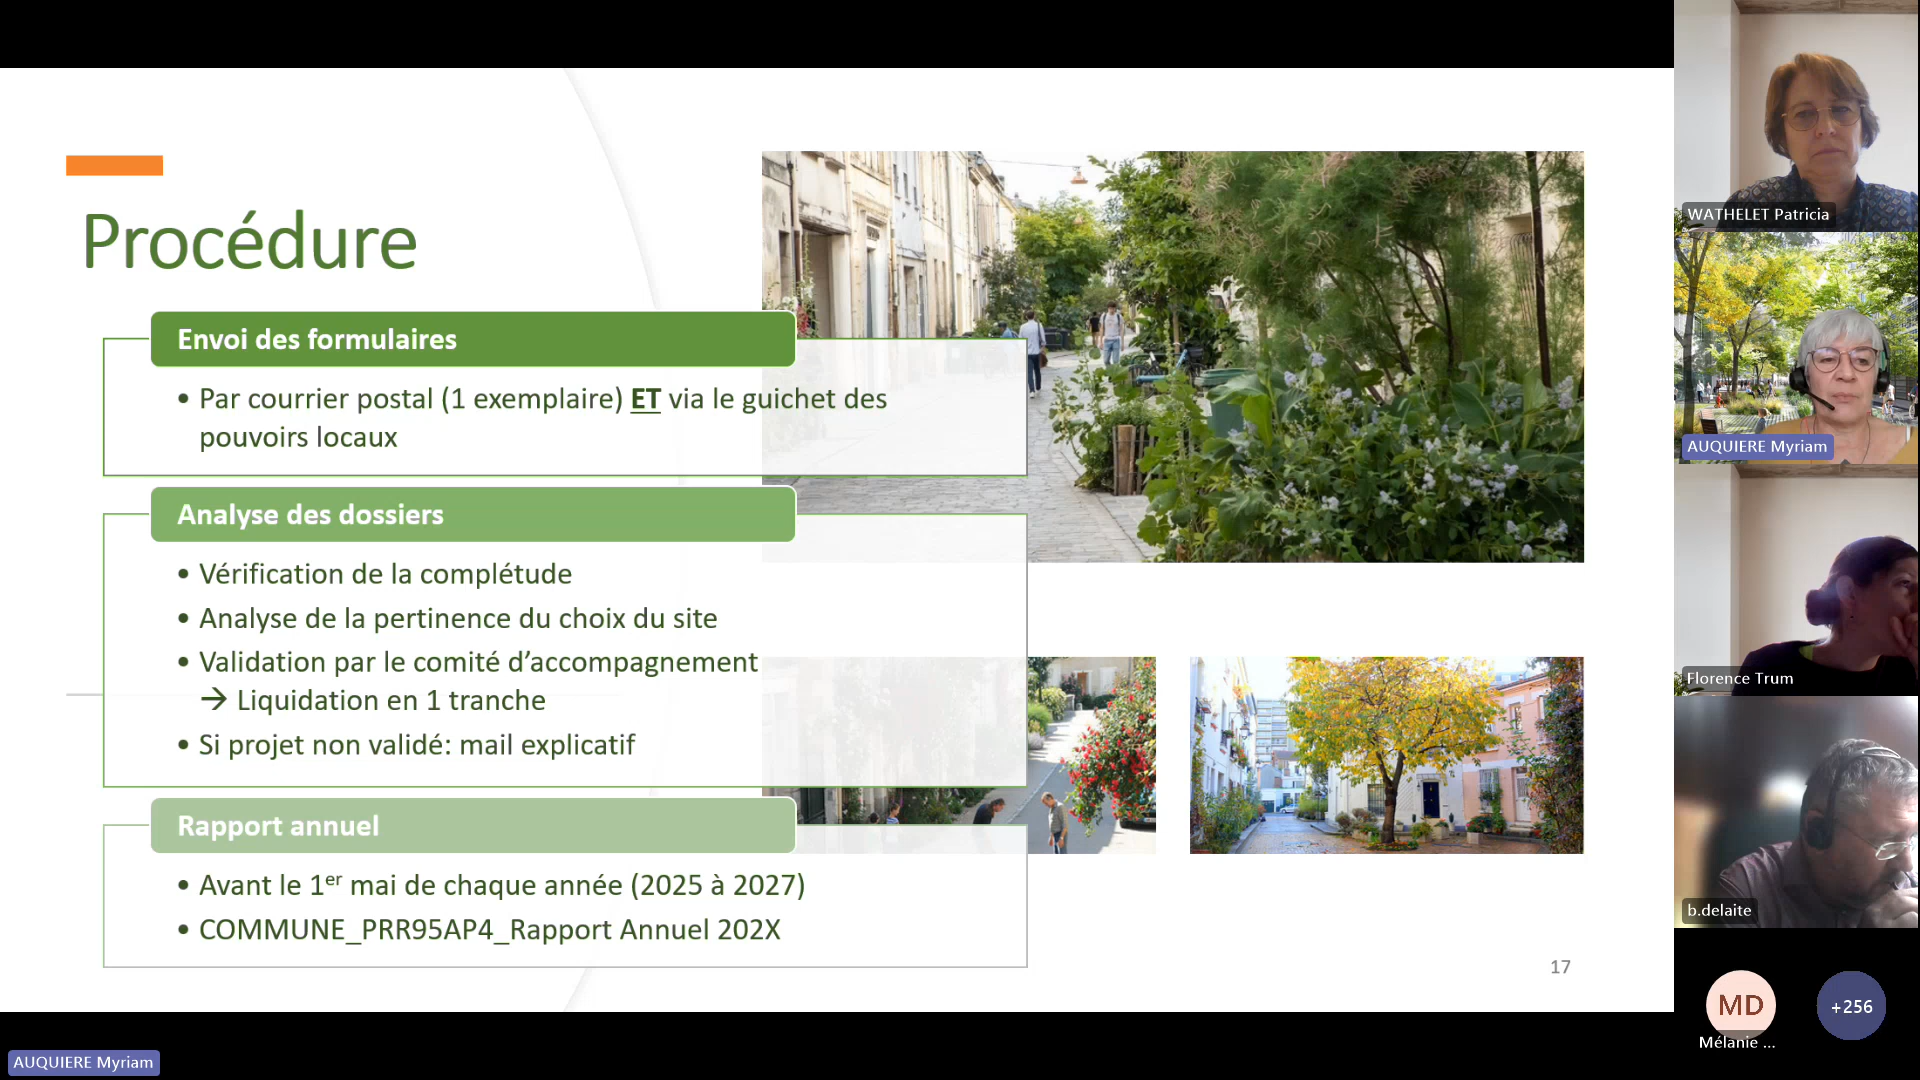 Procédure
Envoi des formulaires
• Par courrier postal (1 exemplaire) ET via le guichet des
pouvoirs locaux
Analyse des dossiers
• Vérification de la complétude
• Analyse de la pertinence du choix du site
• Validation par le comité d’accompagnement
→ Liquidation en 1 tranche
• Si projet non validé: mail explicatif
Rapport annuel
• Avant le 1er mai de chaque année (2025 à 2027)
• COMMUNE_PRR95AP4_Rapport Annuel 202X
17
WATHELET Patricia
AUQUIERE Myriam
Florence Trum
b.delaite
MD
+256
Mélanie ...
AUQUIERE Myriam